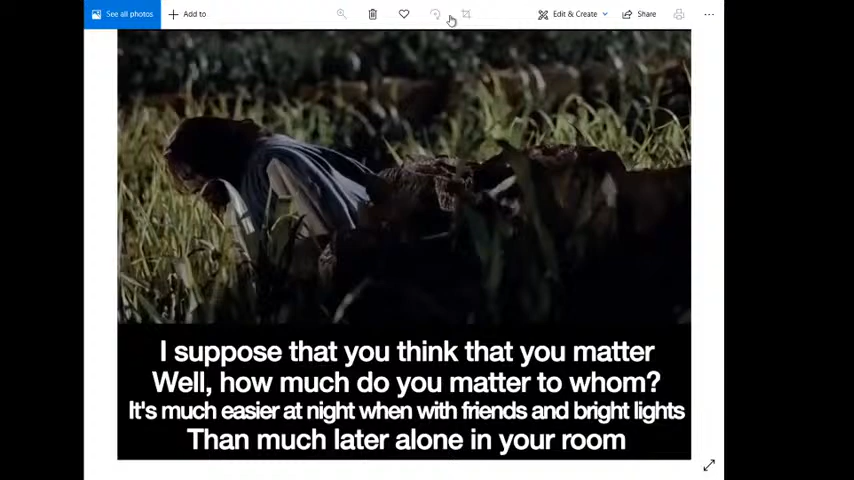 See all photos
Add to
Edit & Create
Share
I suppose that you think that you matter
Well, how much do you matter to whom?
It's much easier at night when with friends and bright lights
Than much later alone in your room